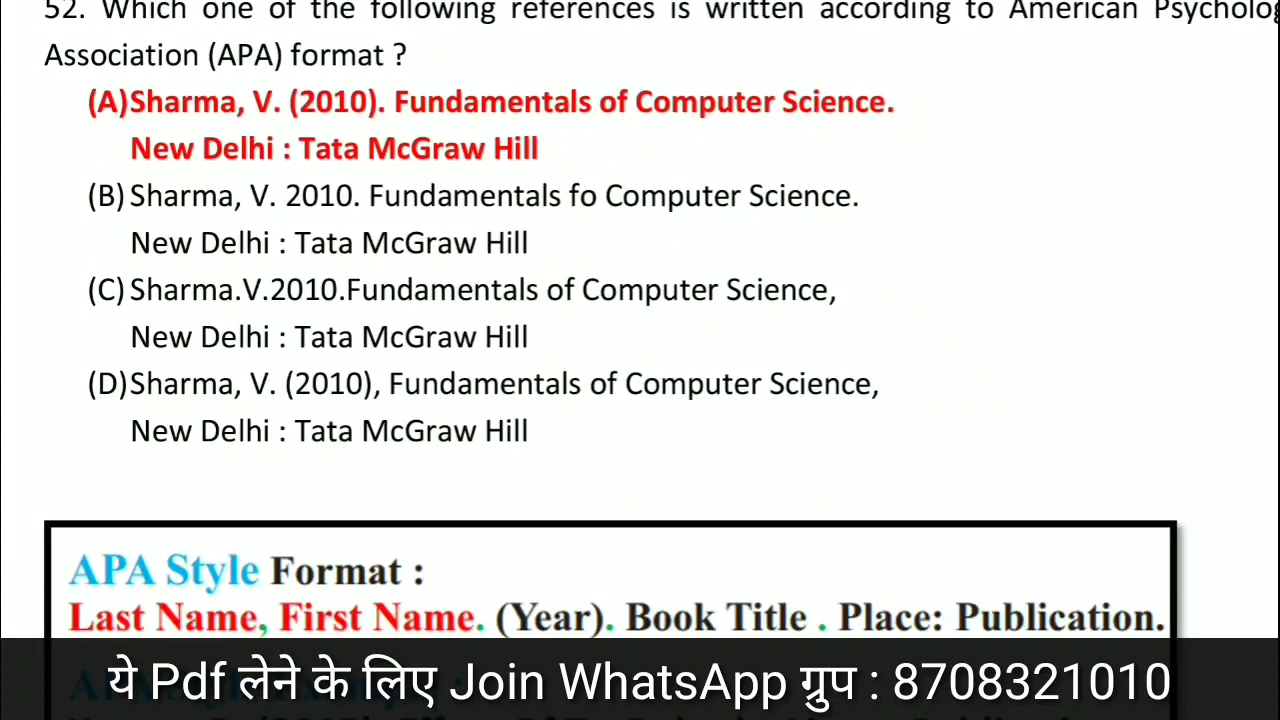 52. Which one of the following references is written according to American
Association (APA) format ?
(A)Sharma, V. (2010). Fundamentals of Computer Science.
New Delhi : Tata McGraw Hill
(B) Sharma, V. 2010. Fundamentals fo Computer Science.
New Delhi : Tata McGraw Hill
(C) Sharma.V.2010.Fundamentals of Computer Science,
New Delhi : Tata McGraw Hill
(D)Sharma, V. (2010), Fundamentals of Computer Science,
New Delhi : Tata McGraw Hill
APA Style Format :
Last Name, First Name. (Year). Book Title . Place: Publication.
ये Pdf लेने के लिए Join WhatsApp ग्रुप : 8708321010